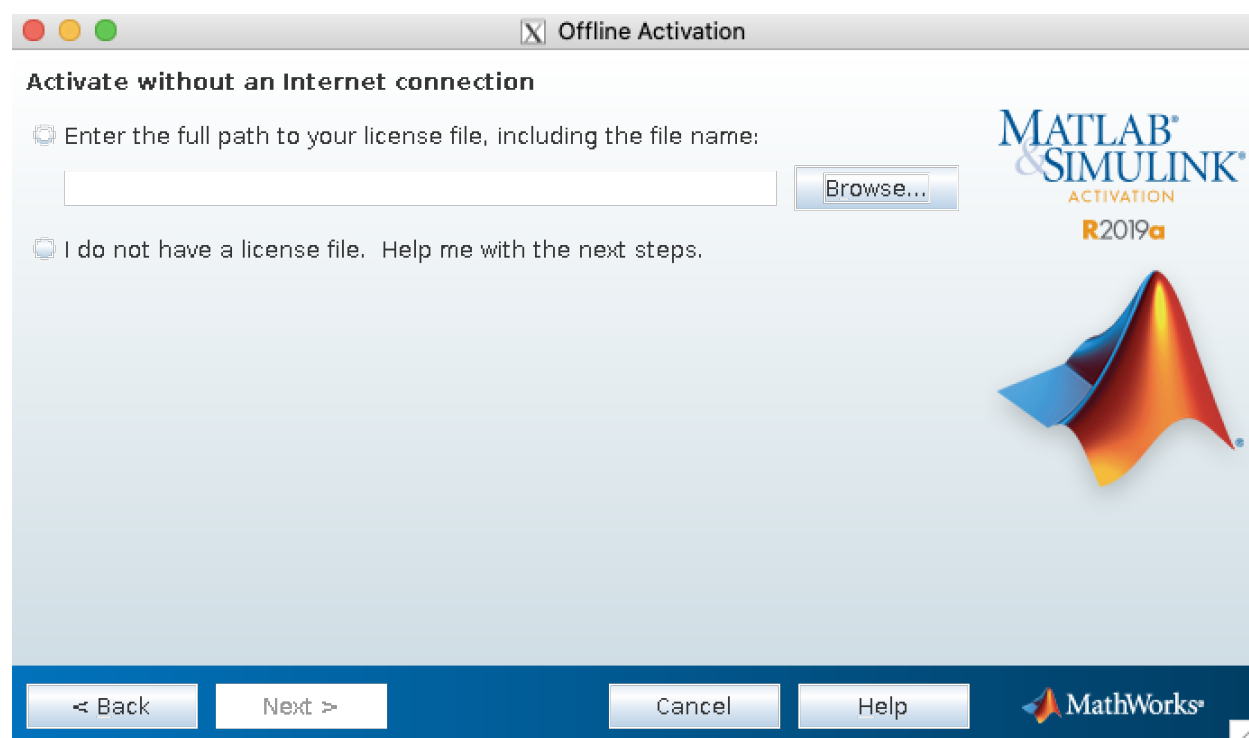 Offline Activation
Activate without an Internet connection
Enter the full path to your license file, including the file name:
Browse...
I do not have a license file.  Help me with the next steps.
MATLAB®
&SIMULINK®
ACTIVATION
R2019a
®
< Back
Next >
Cancel
Help
MathWorks®